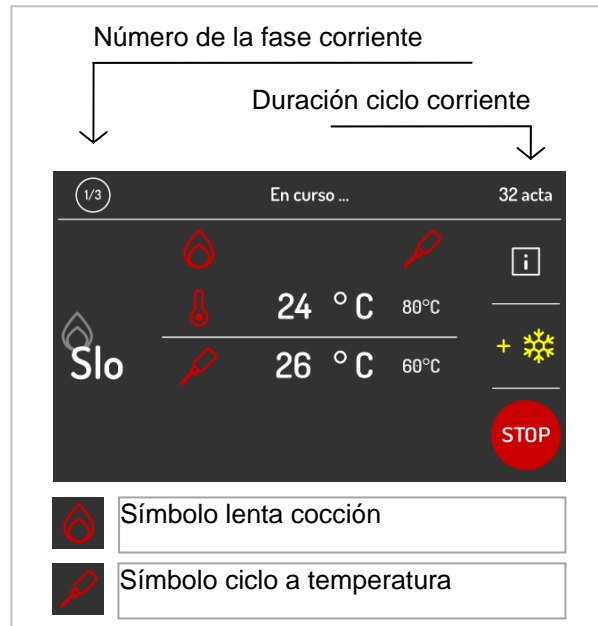 Número de la fase corriente
Duración ciclo corriente
1/3 En curso ... 32 acta
i
24 °C 80°C
Slo
26 °C 60°C
+
STOP
Símbolo lenta cocción
Símbolo ciclo a temperatura